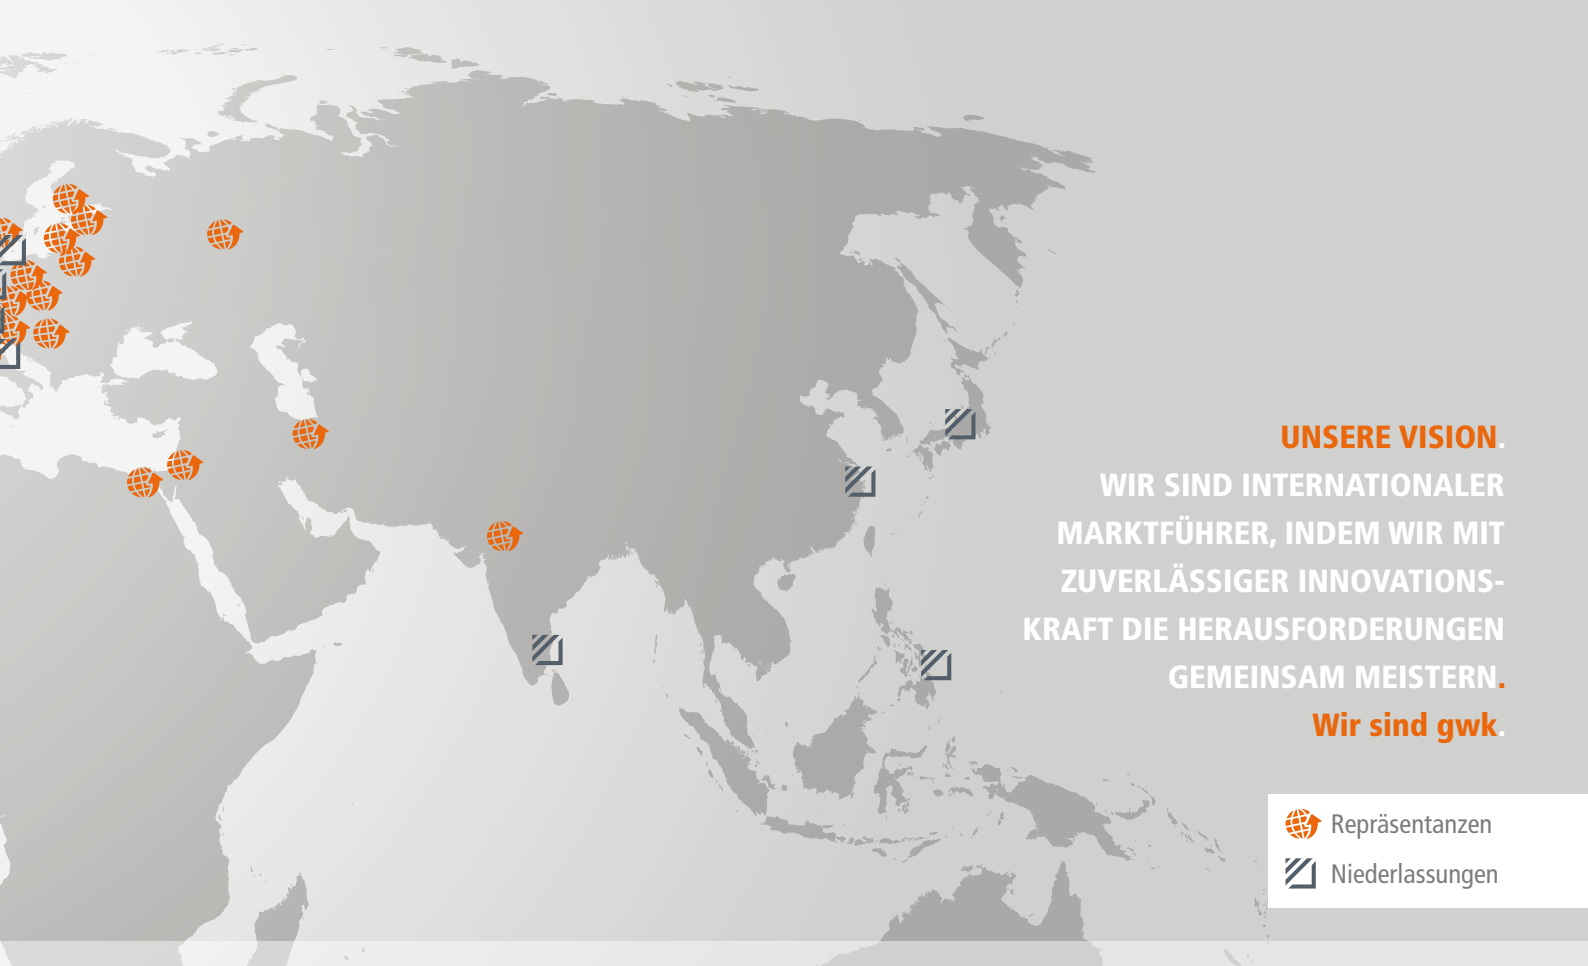 UNSERE VISION.
WIR SIND INTERNATIONALER
MARKTFÜHRER, INDEM WIR MIT
ZUVERLÄSSIGER INNOVATIONS-
KRAFT DIE HERAUSFORDERUNGEN
GEMEINSAM MEISTERN.
Wir sind gwk.
Repräsentanzen
Niederlassungen